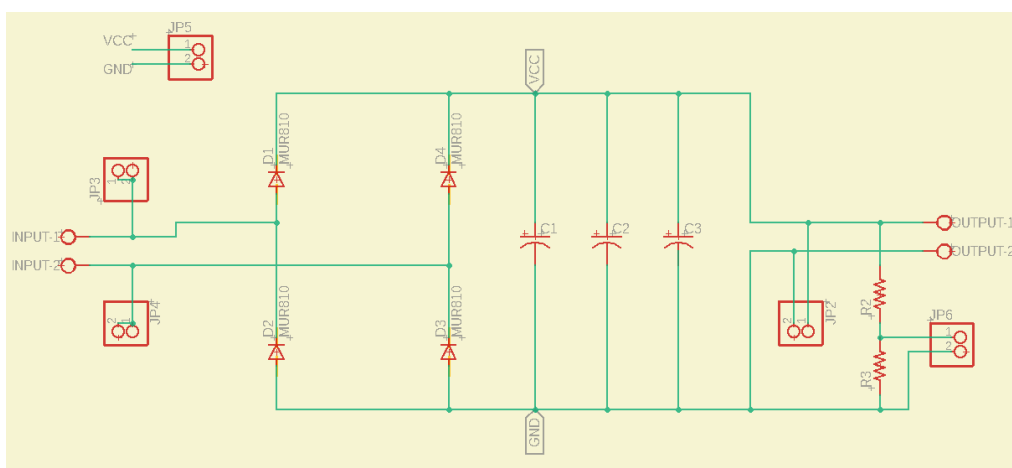 JP5
VCC
1
GND
2
VCC
D1
MUR810
D4
MUR810
JP3
1
2
INPUT-1
C1
C2
C3
OUTPUT-1
INPUT-2
OUTPUT-2
2
1
JP4
D2
MUR810
D3
MUR810
2
1
JP2
R2
JP6
1
2
R3
GND